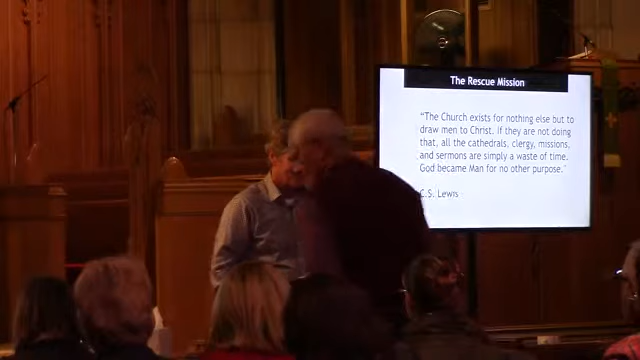 The Rescue Mission
“The Church exists for nothing else but to
draw men to Christ. If they are not doing
that, all the cathedrals, clergy, missions,
and sermons are simply a waste of time.
God became Man for no other purpose.”
C.S. Lewis